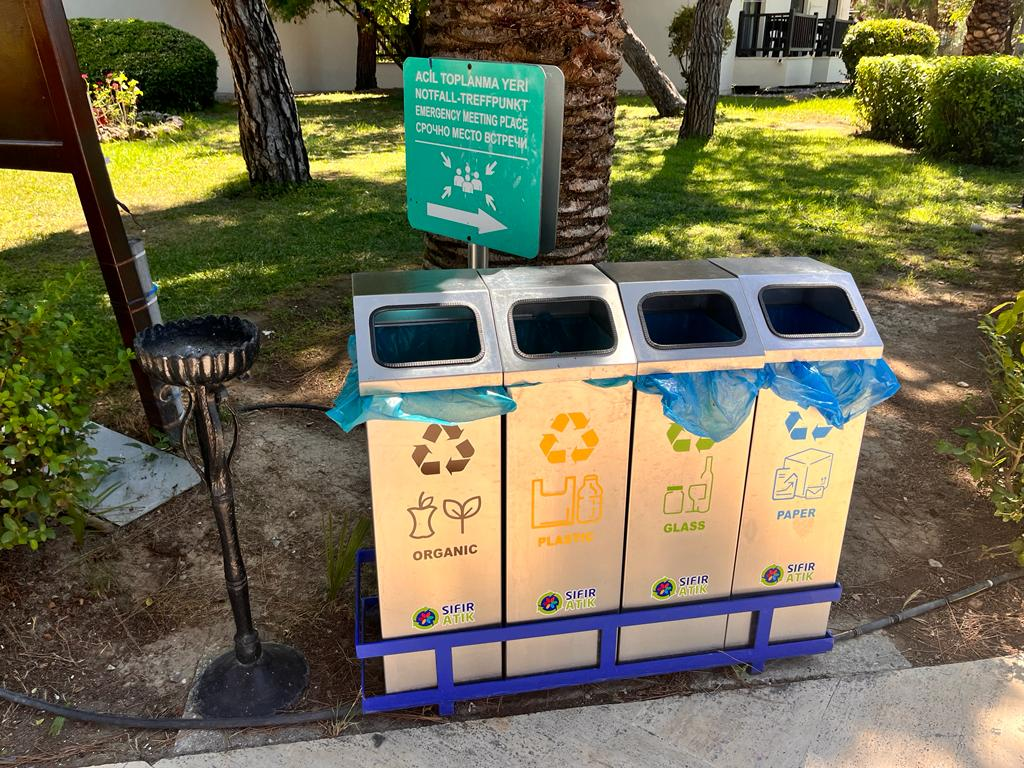 ACİL TOPLANMA YERİ
NOTFALL-TREFFPUNKT
EMERGENCY MEETING PLACE
СРОЧНО МЕСТО ВСТРЕЧИ
ORGANIC
SIFIR
ATIK
PLASTIC
SIFIR
ATIK
GLASS
SIFIR
ATIK
PAPER
SIFIR
ATIK